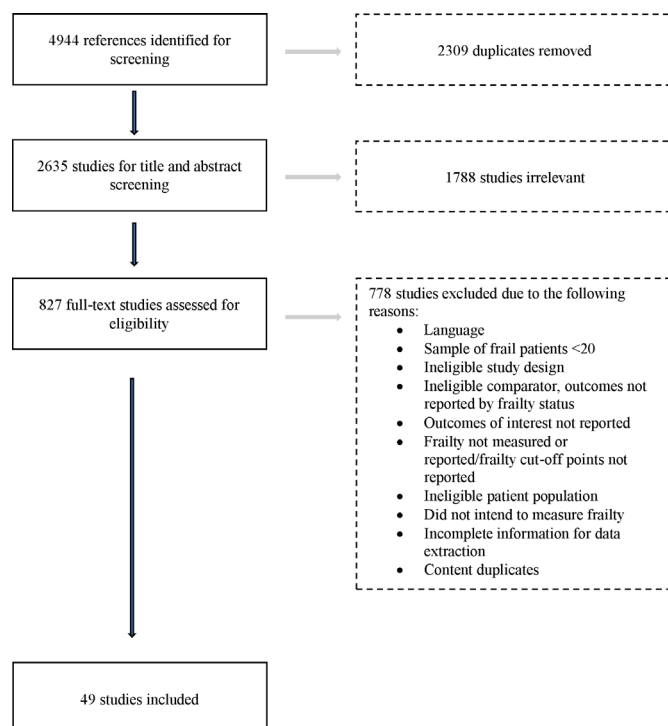 4944 references identified for
screening
2309 duplicates removed
2635 studies for title and abstract
screening
1788 studies irrelevant
827 full-text studies assessed for
eligibility
778 studies excluded due to the following
reasons:
• Language
• Sample of frail patients <20
• Ineligible study design
• Ineligible comparator, outcomes not
reported by frailty status
• Outcomes of interest not reported
• Frailty not measured or
reported/frailty cut-off points not
reported
• Ineligible patient population
• Did not intend to measure frailty
• Incomplete information for data
extraction
• Content duplicates
49 studies included